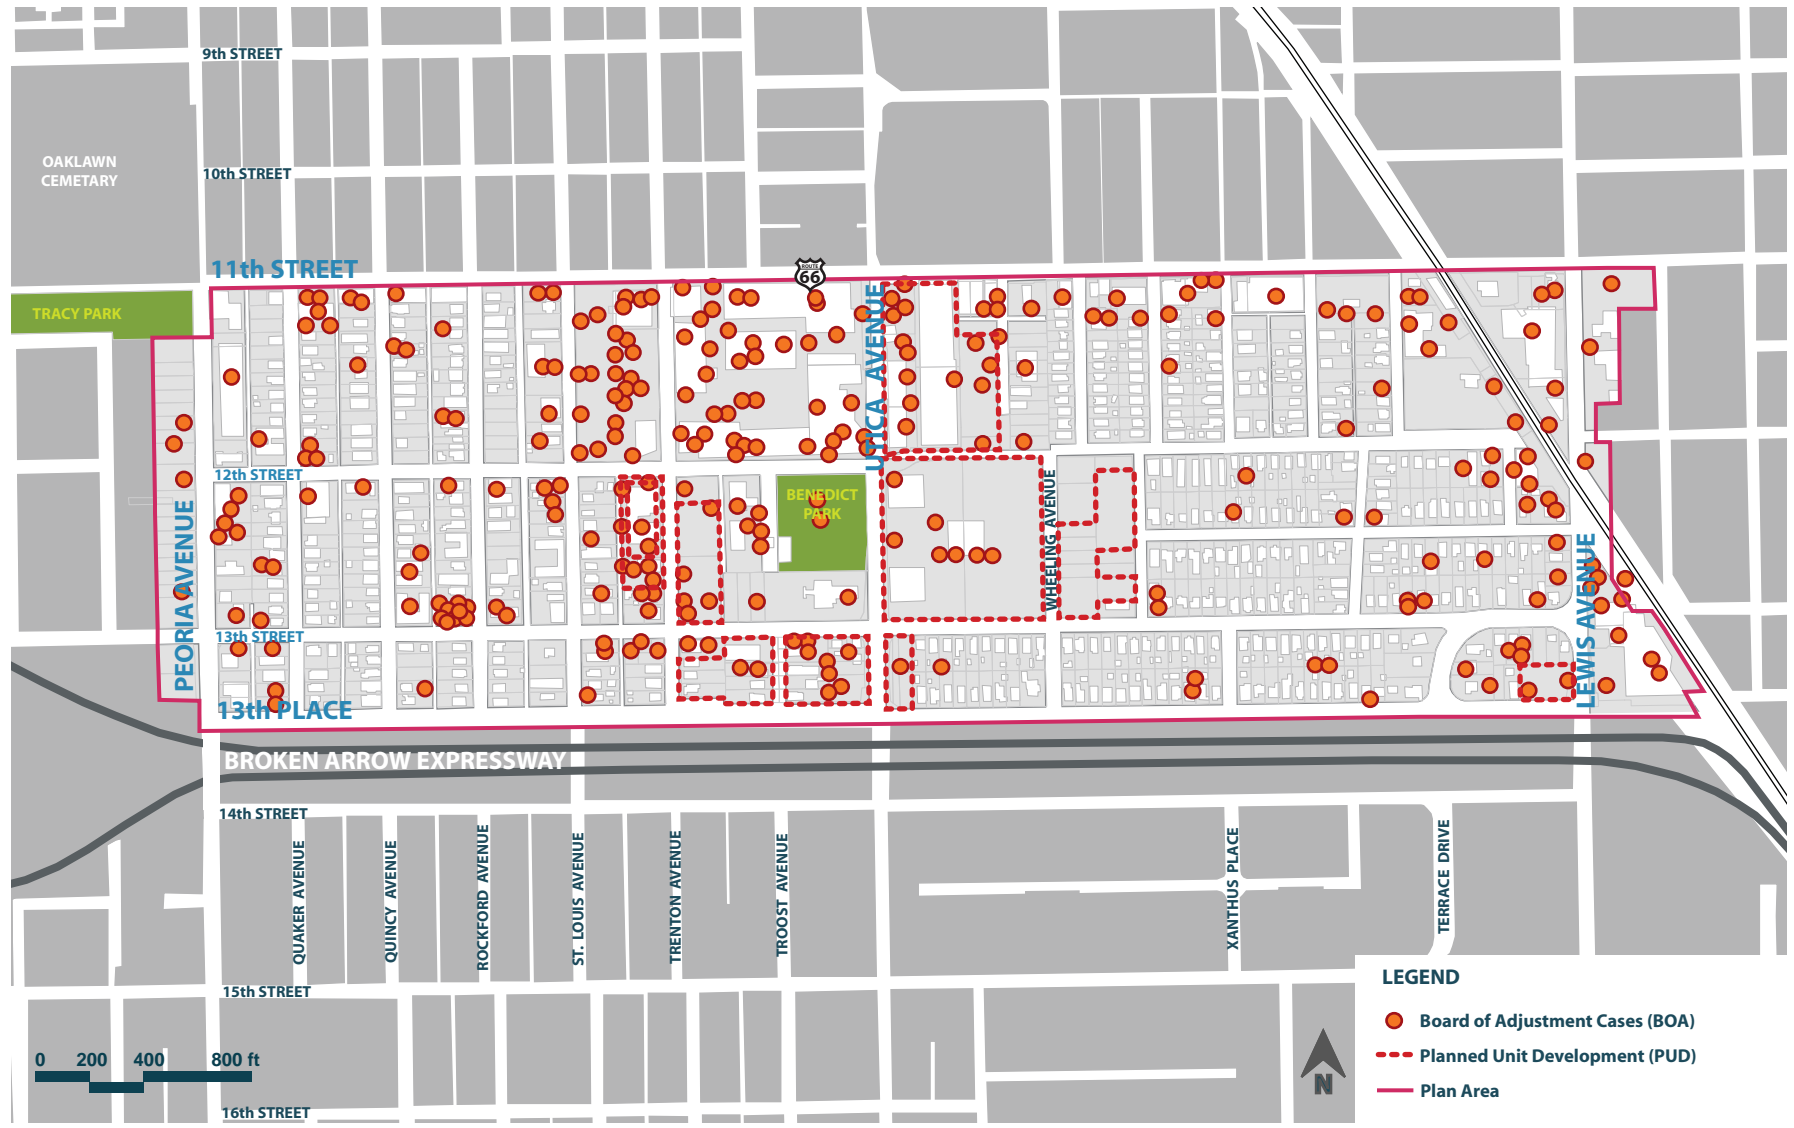 9th STREET
OAKLAWN
CEMETARY
10th STREET
11th STREET
ROUTE
66
TRACY PARK
UTICA AVENUE
12th STREET
BENEDICT
PARK
WHEELING AVENUE
PEORIA AVENUE
LEWIS AVENUE
13th STREET
13th PLACE
BROKEN ARROW EXPRESSWAY
14th STREET
QUAKER AVENUE
QUINCY AVENUE
ROCKFORD AVENUE
ST. LOUIS AVENUE
TRENTON AVENUE
TROOST AVENUE
XANTHUS PLACE
TERRACE DRIVE
15th STREET
LEGEND
Board of Adjustment Cases (BOA)
Planned Unit Development (PUD)
Plan Area
N
0 200 400 800 ft
16th STREET